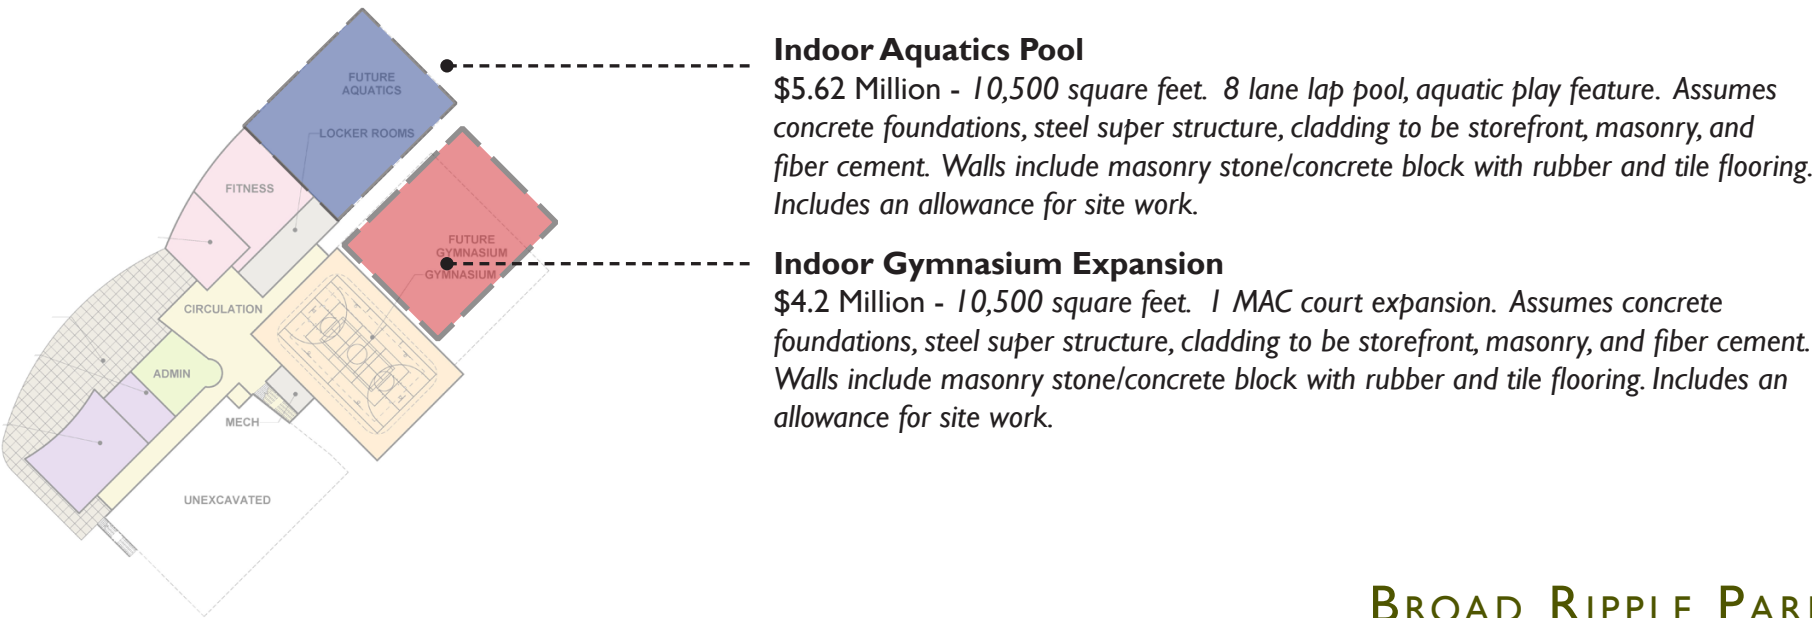 FUTURE
AQUATICS
LOCKER ROOMS
FITNESS
FUTURE
GYMNASIUM
GYMNASIUM
CIRCULATION
ADMIN
MECH
UNEXCAVATED
Indoor Aquatics Pool
$5.62 Million - 10,500 square feet. 8 lane lap pool, aquatic play feature. Assumes
concrete foundations, steel super structure, cladding to be storefront, masonry, and
fiber cement. Walls include masonry stone/concrete block with rubber and tile flooring.
Includes an allowance for site work.
Indoor Gymnasium Expansion
$4.2 Million - 10,500 square feet. 1 MAC court expansion. Assumes concrete
foundations, steel super structure, cladding to be storefront, masonry, and fiber cement.
Walls include masonry stone/concrete block with rubber and tile flooring. Includes an
allowance for site work.
BROAD RIPPLE PARK